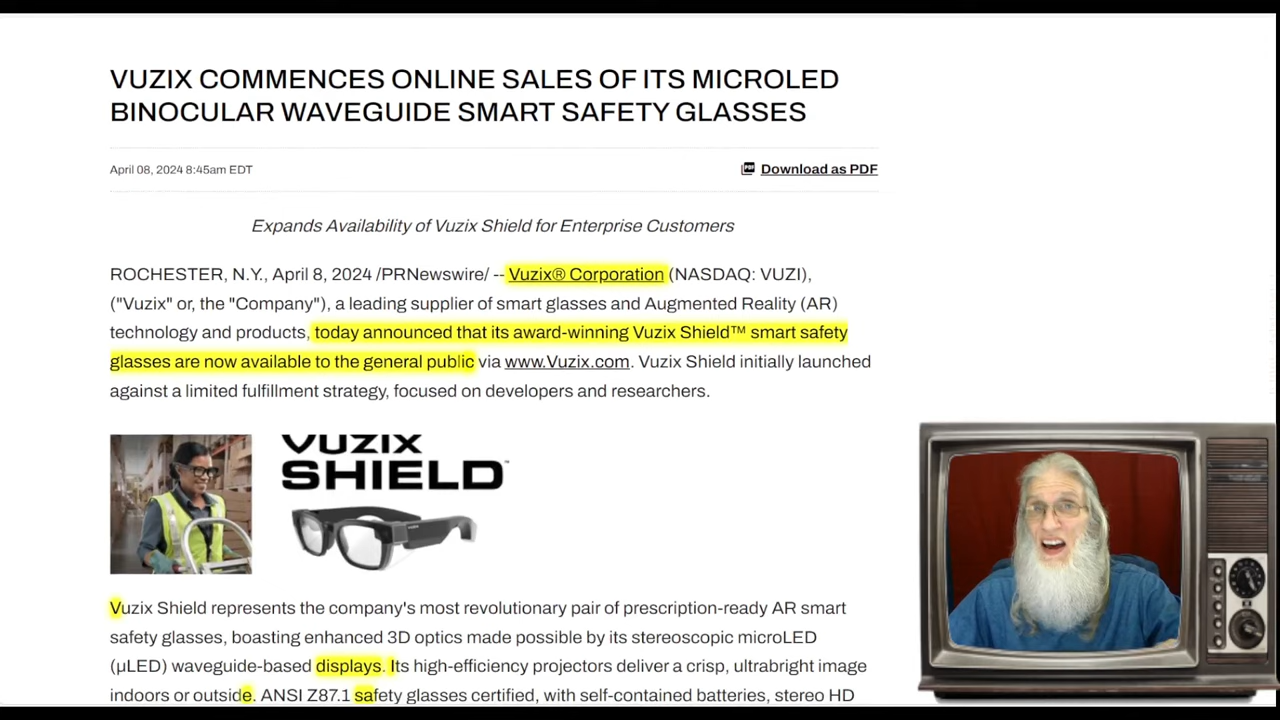 VUZIX COMMENCES ONLINE SALES OF ITS MICROLED
BINOCULAR WAVEGUIDE SMART SAFETY GLASSES
April 08, 2024 8:45am EDT
PDF Download as PDF
Expands Availability of Vuzix Shield for Enterprise Customers
ROCHESTER, N.Y., April 8, 2024 /PRNewswire/ -- Vuzix® Corporation (NASDAQ: VUZI),
("Vuzix" or, the "Company"), a leading supplier of smart glasses and Augmented Reality (AR)
technology and products, today announced that its award-winning Vuzix Shield™ smart safety
glasses are now available to the general public via www.Vuzix.com. Vuzix Shield initially launched
against a limited fulfillment strategy, focused on developers and researchers.
VUZIX
SHIELD™
VUZIX
Vuzix Shield represents the company's most revolutionary pair of prescription-ready AR smart
safety glasses, boasting enhanced 3D optics made possible by its stereoscopic microLED
(µLED) waveguide-based displays. Its high-efficiency projectors deliver a crisp, ultrabright image
indoors or outside. ANSI Z87.1 safety glasses certified, with self-contained batteries, stereo HD